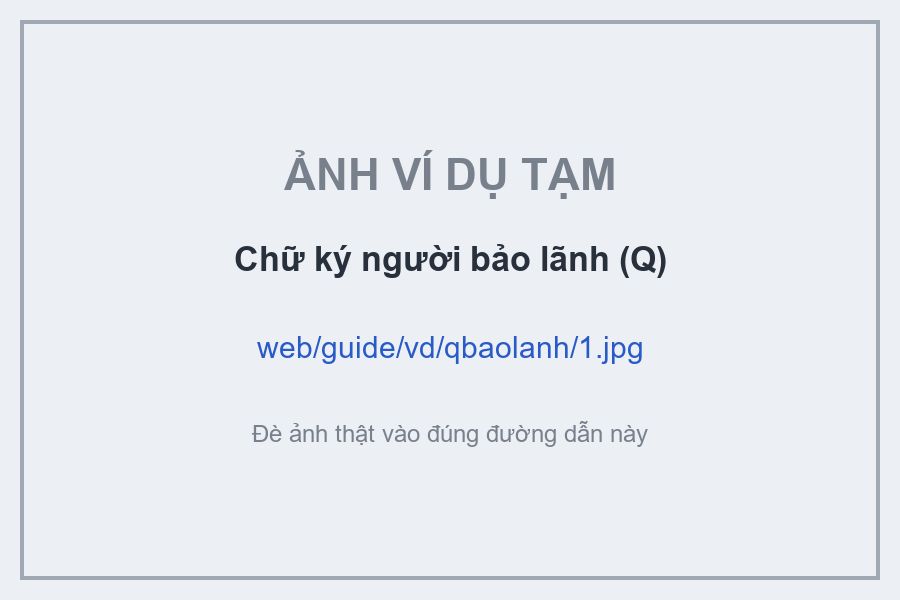 ẢNH VÍ DỤ TẠM
Chữ ký người bảo lãnh (Q)
web/guide/vd/qbaolanh/1.jpg
Đè ảnh thật vào đúng đường dẫn này